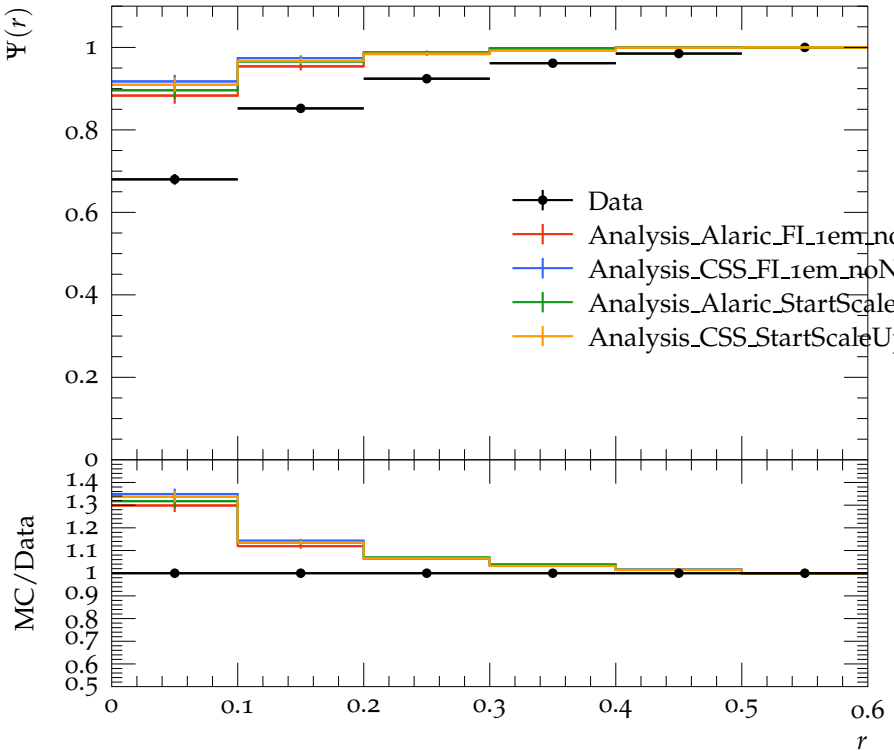 Ψ(r)
1
0.8
0.6
0.4
0.2
0
Data
Analysis_Alaric_FI_1em_no
Analysis_CSS_FI_1em_noN
Analysis_Alaric_StartScale
Analysis_CSS_StartScaleU
MC/Data
1.4
1.3
1.2
1.1
1
0.9
0.8
0.7
0.6
0.5
0 0.1 0.2 0.3 0.4 0.5 0.6
r